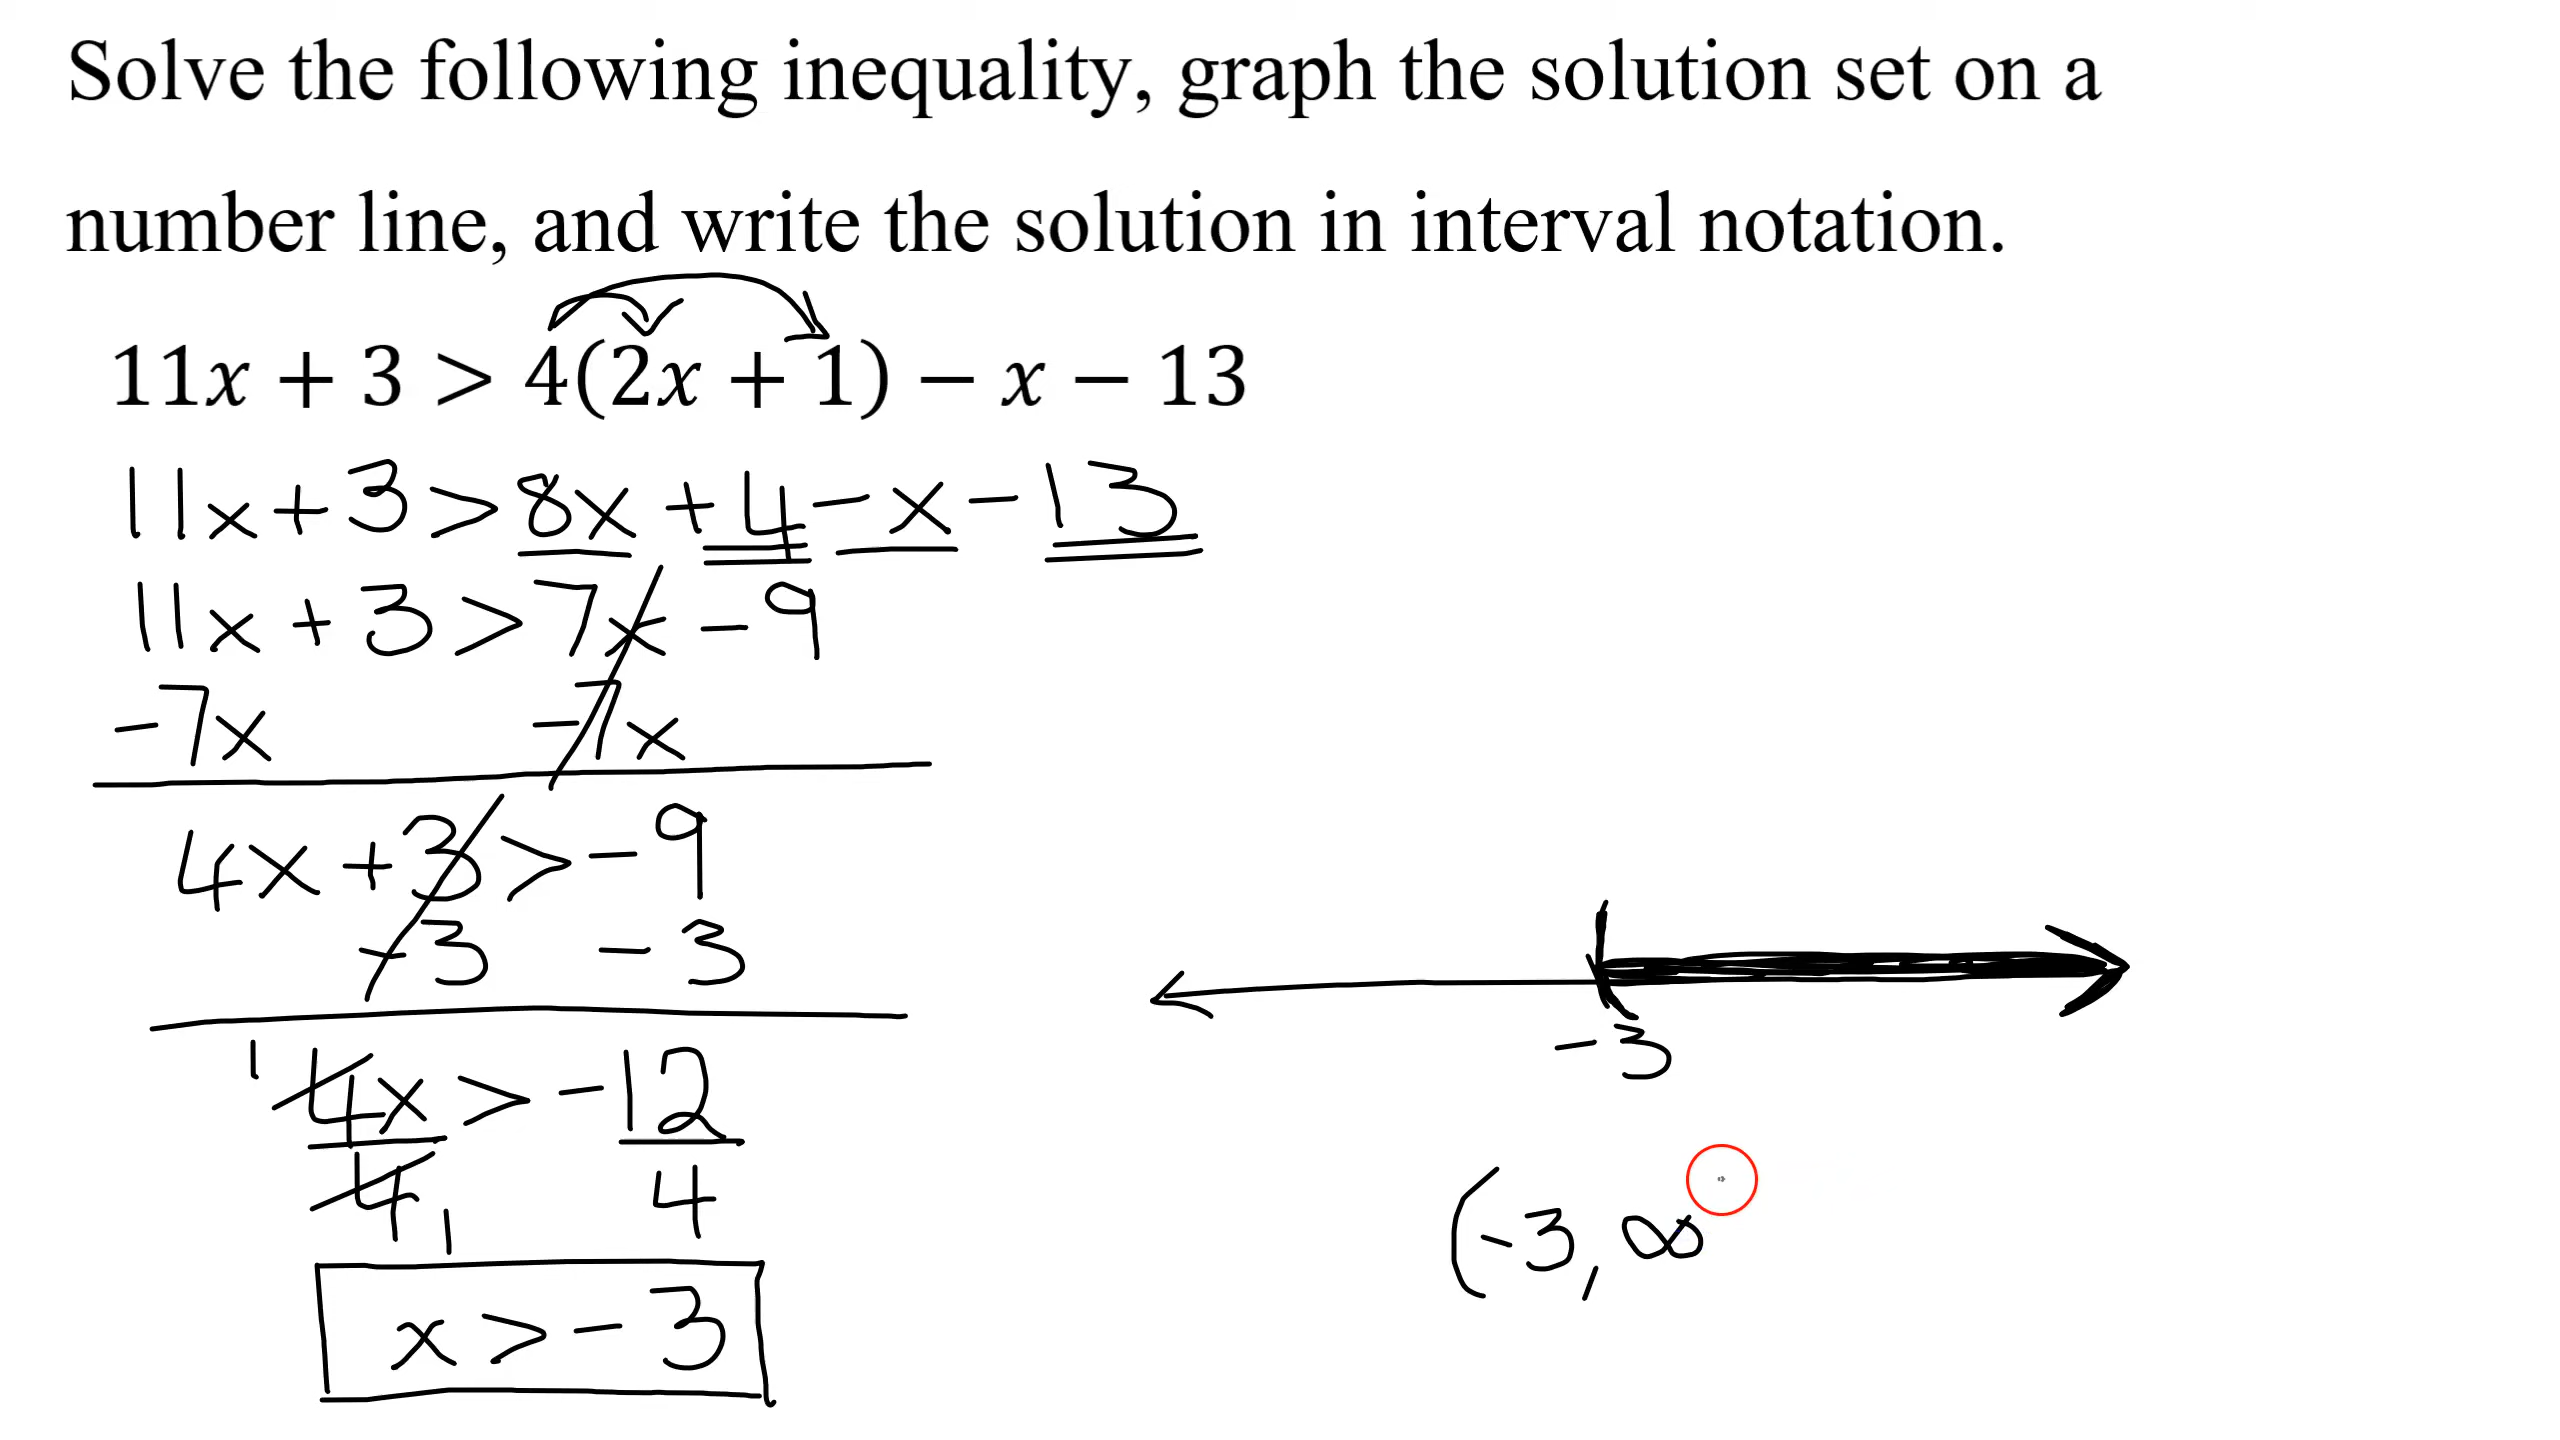 Solve the following inequality, graph the solution set on a
number line, and write the solution in interval notation.
11x + 3 > 4(2x + 1) − x − 13
11x + 3 > 8x + 4 − x − 13
11x + 3 > 7x − 9
−7x −7x
4x + 3 > −9
−3 −3
1 4x > −12
4 1 4
x > −3
−3
(−3, ∞